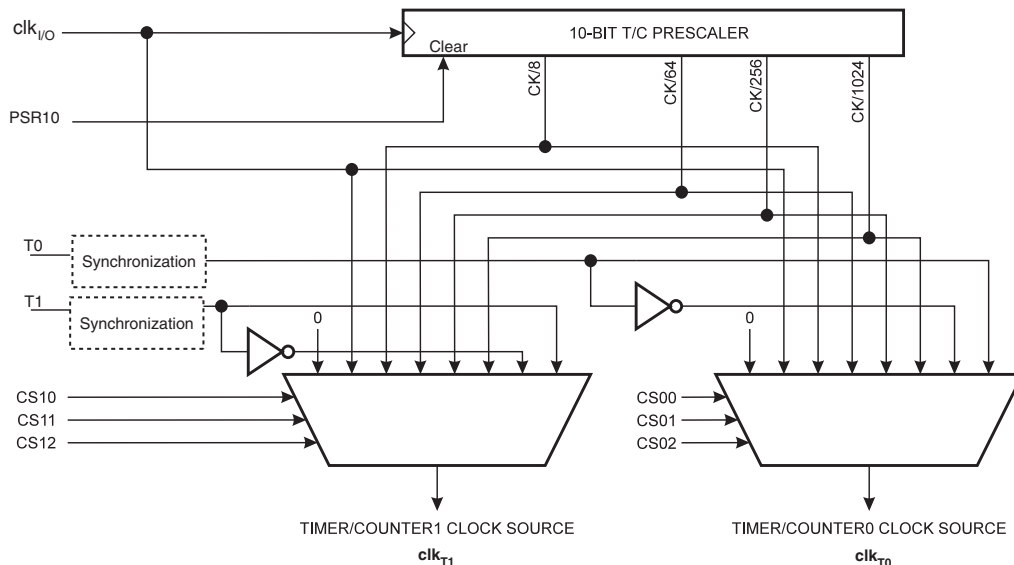 clkI/O
10-BIT T/C PRESCALER
Clear
CK/8
CK/64
CK/256
CK/1024
PSR10
T0
Synchronization
T1
Synchronization
0
0
CS10
CS11
CS12
CS00
CS01
CS02
TIMER/COUNTER1 CLOCK SOURCE
clkT1
TIMER/COUNTER0 CLOCK SOURCE
clkT0